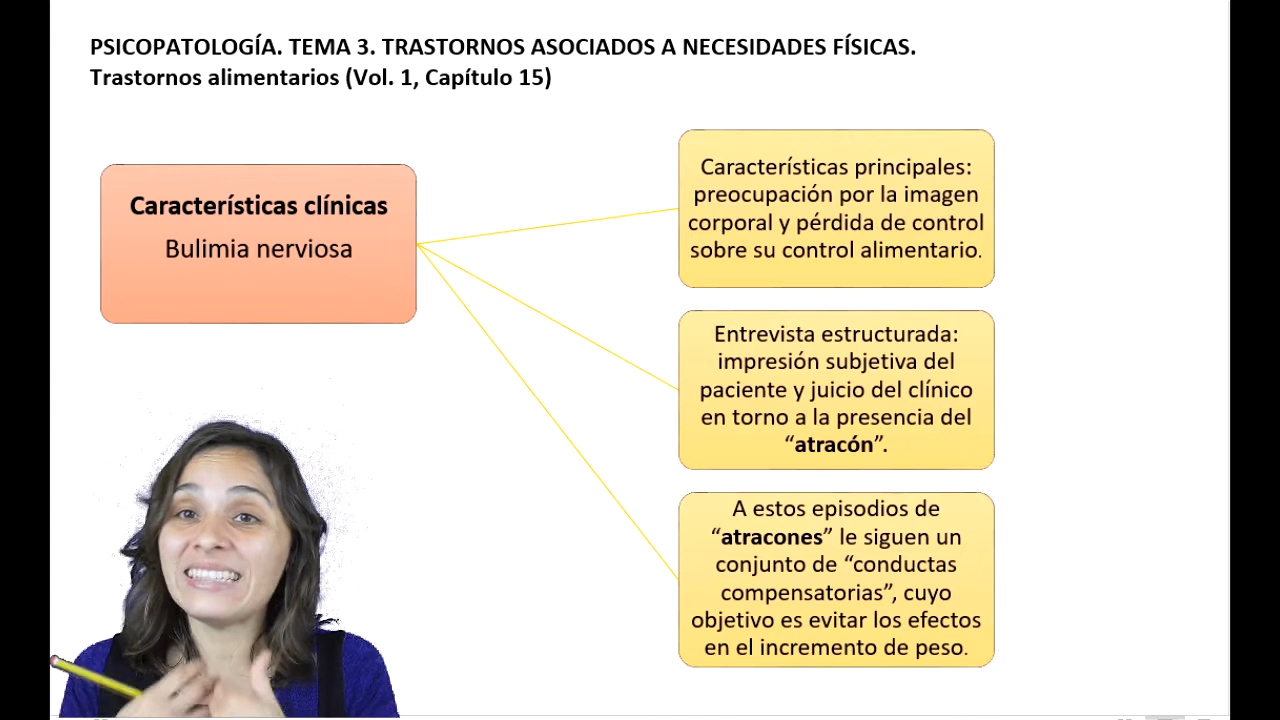 PSICOPATOLOGÍA. TEMA 3. TRASTORNOS ASOCIADOS A NECESIDADES FÍSICAS.
Trastornos alimentarios (Vol. 1, Capítulo 15)
Características clínicas
Bulimia nerviosa
Características principales:
preocupación por la imagen
corporal y pérdida de control
sobre su control alimentario.
Entrevista estructurada:
impresión subjetiva del
paciente y juicio del clínico
en torno a la presencia del
“atracón”.
A estos episodios de
“atracones” le siguen un
conjunto de “conductas
compensatorias”, cuyo
objetivo es evitar los efectos
en el incremento de peso.